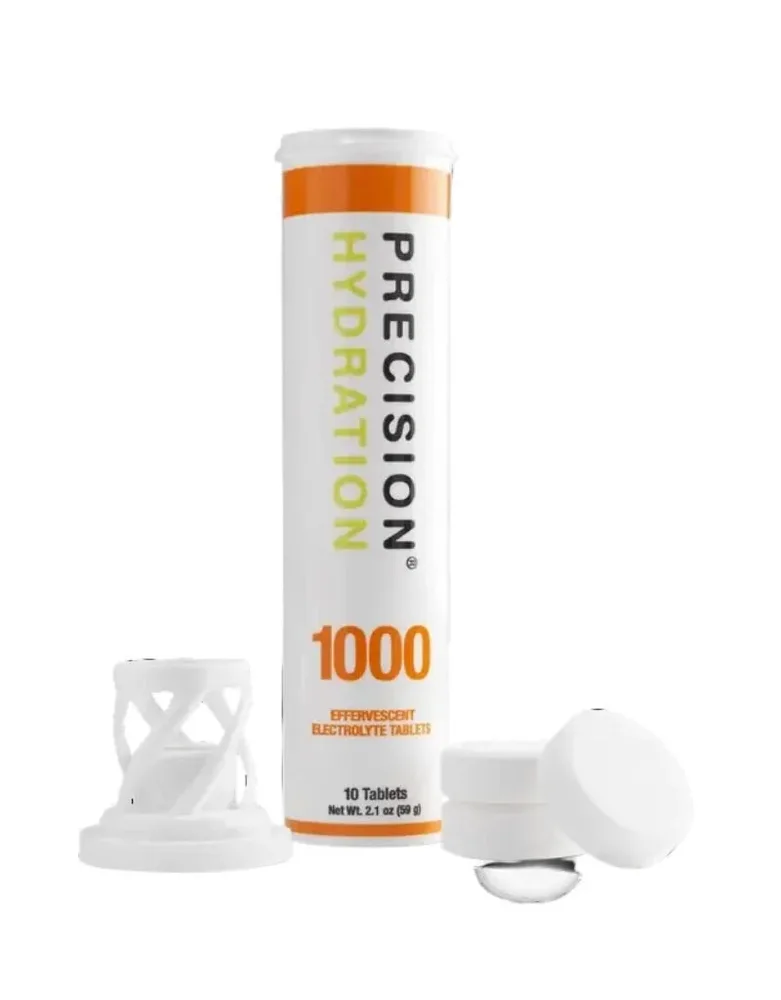 PRECISION®
HYDRATION
1000
EFFERVESCENT
ELECTROLYTE TABLETS
10 Tablets
Net Wt. 2.1 oz (59 g)